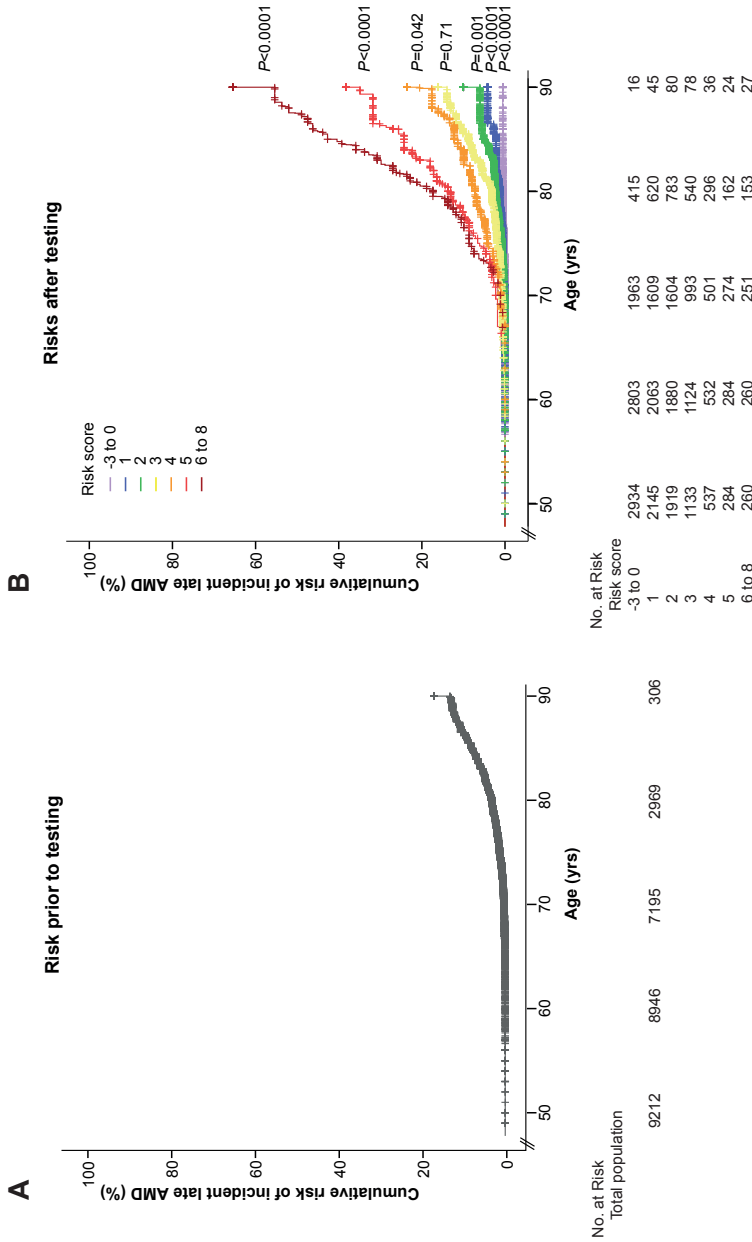 A
Risk prior to testing
Cumulative risk of incident late AMD (%)
100
80
60
40
20
0
50
60
70
80
90
Age (yrs)
No. at Risk
Total population
9212
8946
7195
2969
306
B
Risks after testing
Cumulative risk of incident late AMD (%)
100
80
60
40
20
0
Risk score
-3 to 0
1
2
3
4
5
6 to 8
P<0.0001
P<0.0001
P=0.042
P=0.71
P=0.001
P<0.0001
P<0.0001
50
60
70
80
90
Age (yrs)
No. at Risk
Risk score
-3 to 0 2934 2803 1963 415 16
1 2145 2063 1609 620 45
2 1919 1880 1604 783 80
3 1133 1124 993 540 78
4 537 532 501 296 36
5 284 284 274 162 24
6 to 8 260 260 251 153 27